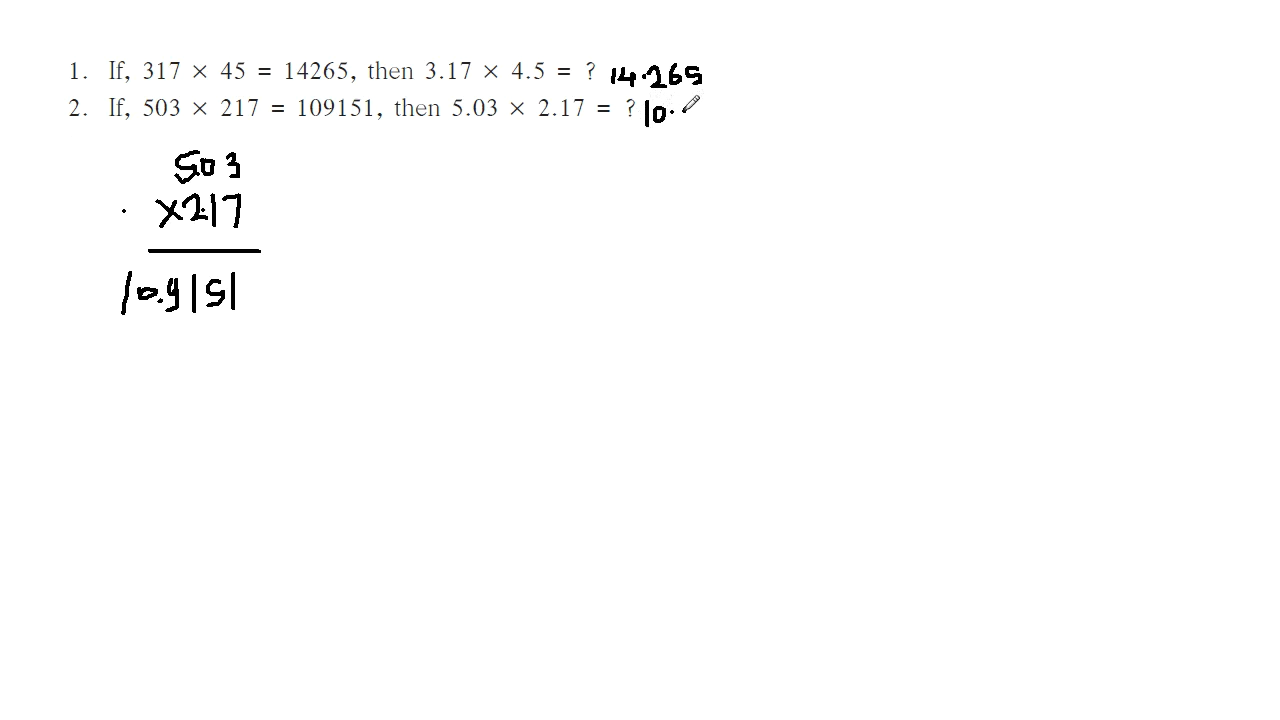 1. If, 317 × 45 = 14265, then 3.17 × 4.5 = ? 14.265
2. If, 503 × 217 = 109151, then 5.03 × 2.17 = ? 10.
5.03
×2.17
10.9151